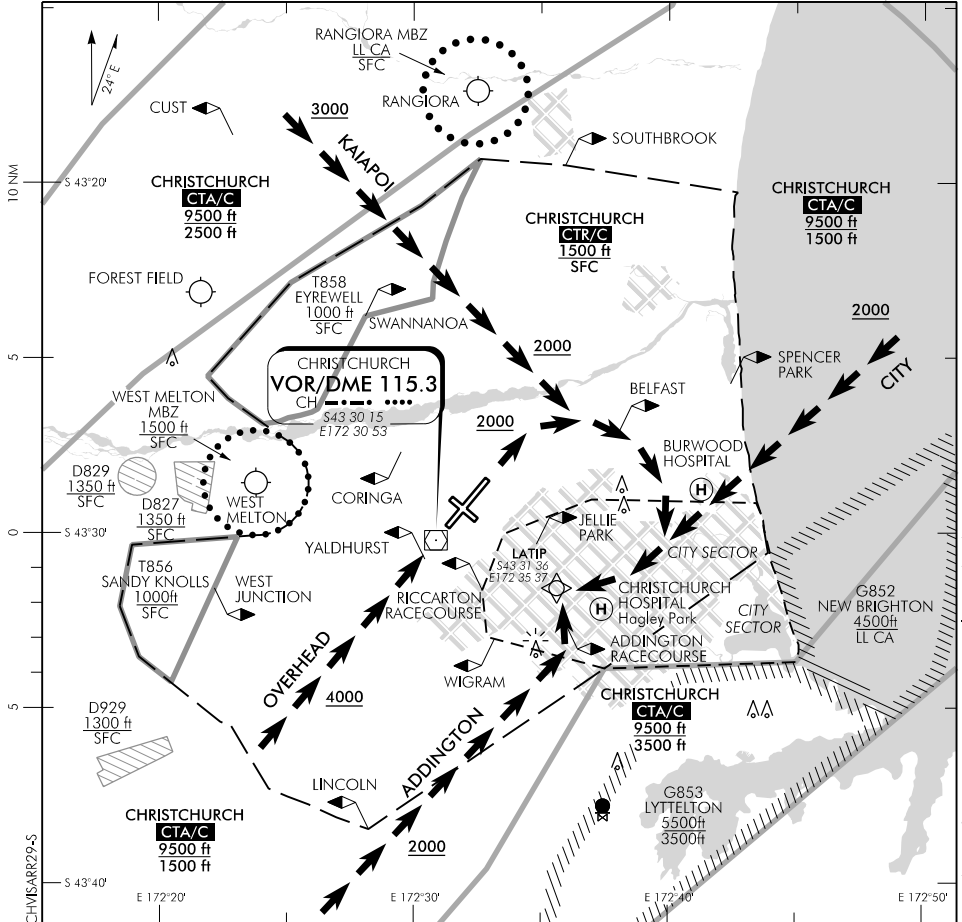 RANGIORA MBZ
LL CA
SFC
24° E
CUST
3000
RANGIORA
KAIAPOI
SOUTHBROOK
10 NM
S 43°20'
CHRISTCHURCH
CTA/C
9500 ft
2500 ft
CHRISTCHURCH
CTR/C
1500 ft
SFC
CHRISTCHURCH
CTA/C
9500 ft
1500 ft
FOREST FIELD
T858
EYREWELL
1000 ft
SFC
SWANNANOA
2000
2000
CITY
5
CHRISTCHURCH
VOR/DME 115.3
CH
S43 30 15
E172 30 53
SPENCER
PARK
WEST MELTON
MBZ
1500 ft
SFC
2000
BELFAST
BURWOOD
HOSPITAL
H
D829
1350 ft
SFC
D827
1350 ft
SFC
WEST
MELTON
CORINGA
0
S 43°30'
YALDHURST
JELLIE
PARK
LATIP
S43 31 36
E172 35 37
CITY SECTOR
T856
SANDY KNOLLS
1000ft
SFC
WEST
JUNCTION
RICCARTON
RACECOURSE
H
CHRISTCHURCH
HOSPITAL
Hagley Park
CITY
SECTOR
G852
NEW BRIGHTON
4500ft
LL CA
ADDINGTON
RACECOURSE
WIGRAM
OVERHEAD
4000
5
D929
1300 ft
SFC
ADDINGTON
CHRISTCHURCH
CTA/C
9500 ft
3500 ft
LINCOLN
G853
LYTTELTON
5500ft
3500ft
CHRISTCHURCH
CTA/C
9500 ft
1500 ft
2000
CHVISARR29-S
S 43°40'
E 172°20'
E 172°30'
E 172°40'
E 172°50'